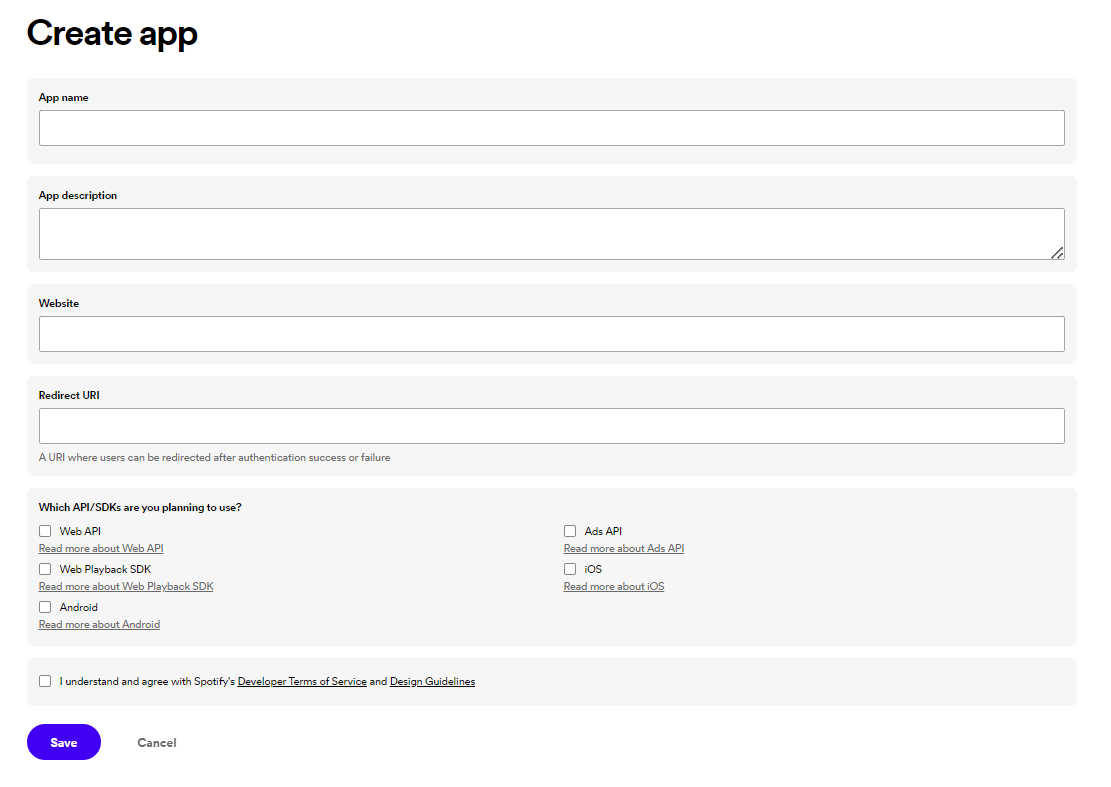 Create app
App name
App description
Website
Redirect URI
A URI where users can be redirected after authentication success or failure
Which API/SDKs are you planning to use?
Web API
Read more about Web API
Ads API
Read more about Ads API
Web Playback SDK
Read more about Web Playback SDK
iOS
Read more about iOS
Android
Read more about Android
I understand and agree with Spotify's Developer Terms of Service and Design Guidelines
Save
Cancel